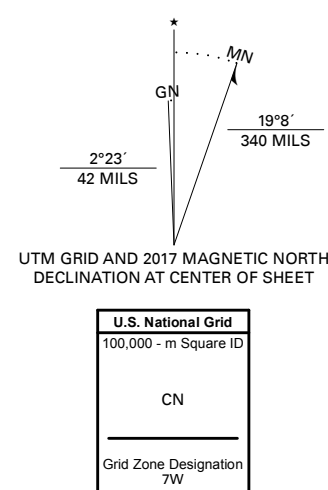 ★
MN
GN
19°8´
340 MILS
2°23´
42 MILS
UTM GRID AND 2017 MAGNETIC NORTH
DECLINATION AT CENTER OF SHEET
U.S. National Grid
100,000 - m Square ID
CN
Grid Zone Designation
7W